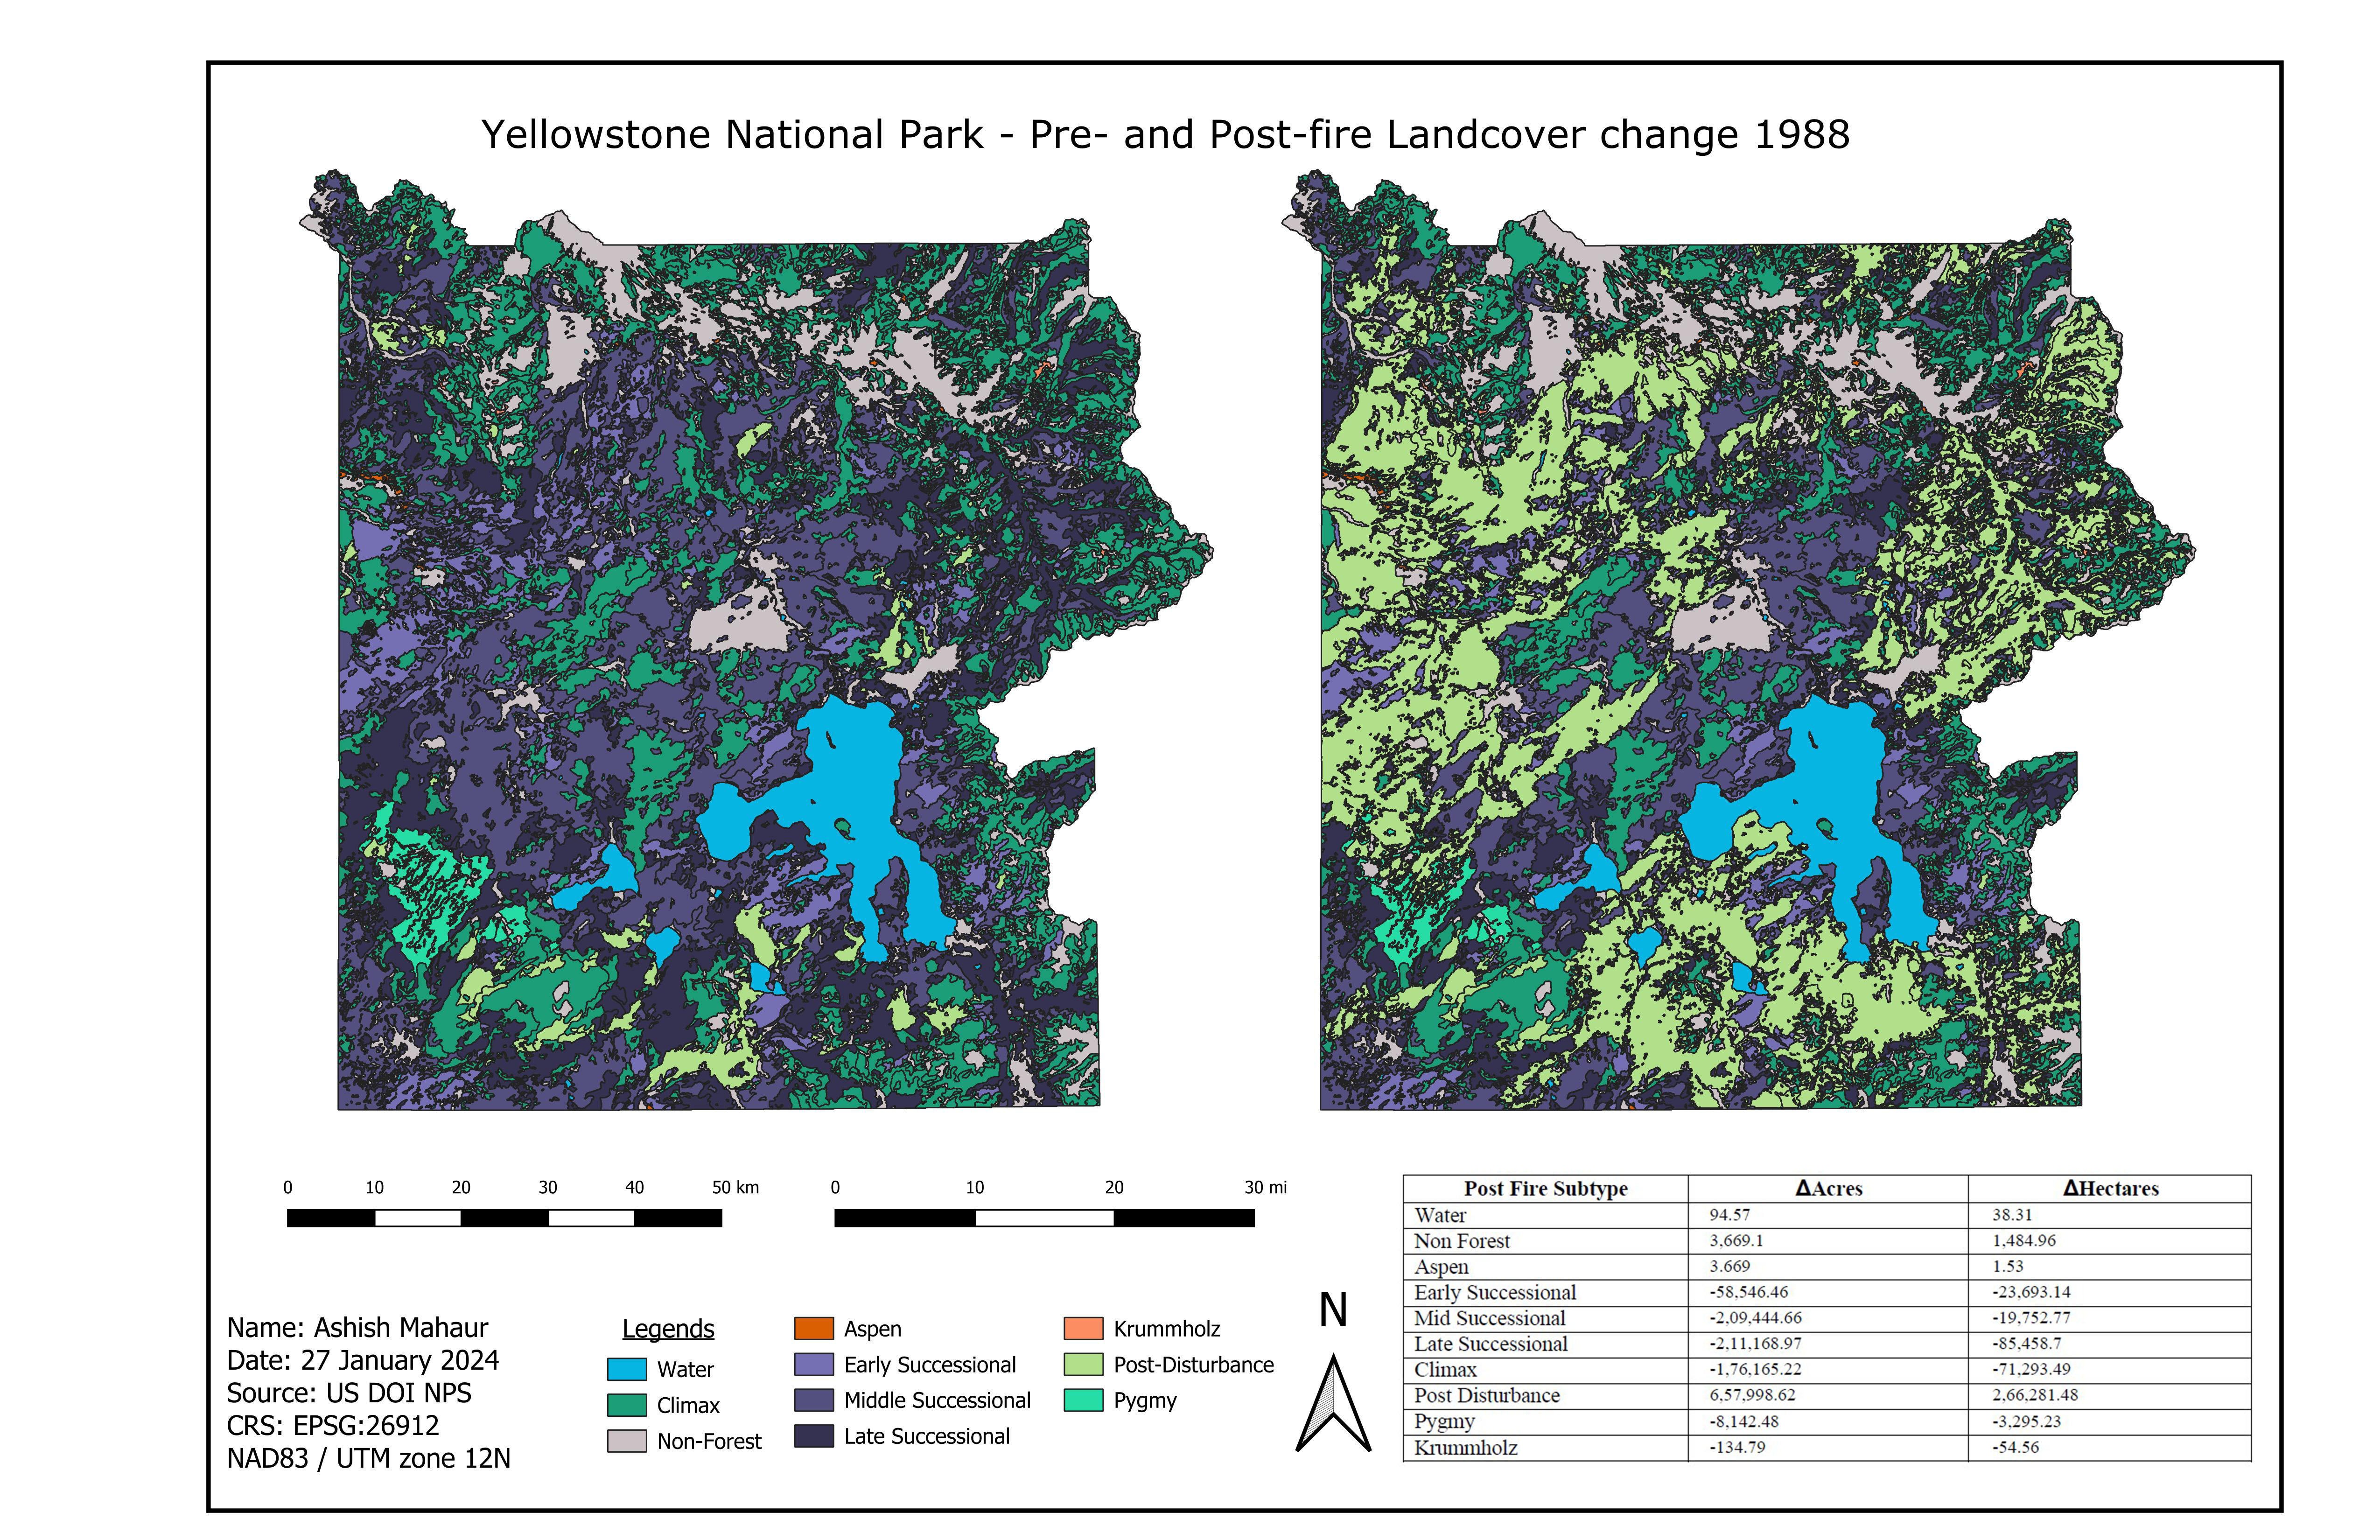 Yellowstone National Park - Pre- and Post-fire Landcover change 1988
0 10 20 30 40 50 km
0 10 20 30 mi
Name: Ashish Mahaur
Date: 27 January 2024
Source: US DOI NPS
CRS: EPSG:26912
NAD83 / UTM zone 12N
Legends
Water
Climax
Non-Forest
Aspen
Early Successional
Middle Successional
Late Successional
Krummholz
Post-Disturbance
Pygmy
N
Post Fire Subtype ΔAcres ΔHectares
Water 94.57 38.31
Non Forest 3,669.1 1,484.96
Aspen 3.669 1.53
Early Successional -58,546.46 -23,693.14
Mid Successional -2,09,444.66 -19,752.77
Late Successional -2,11,168.97 -85,458.7
Climax -1,76,165.22 -71,293.49
Post Disturbance 6,57,998.62 2,66,281.48
Pygmy -8,142.48 -3,295.23
Krummholz -134.79 -54.56